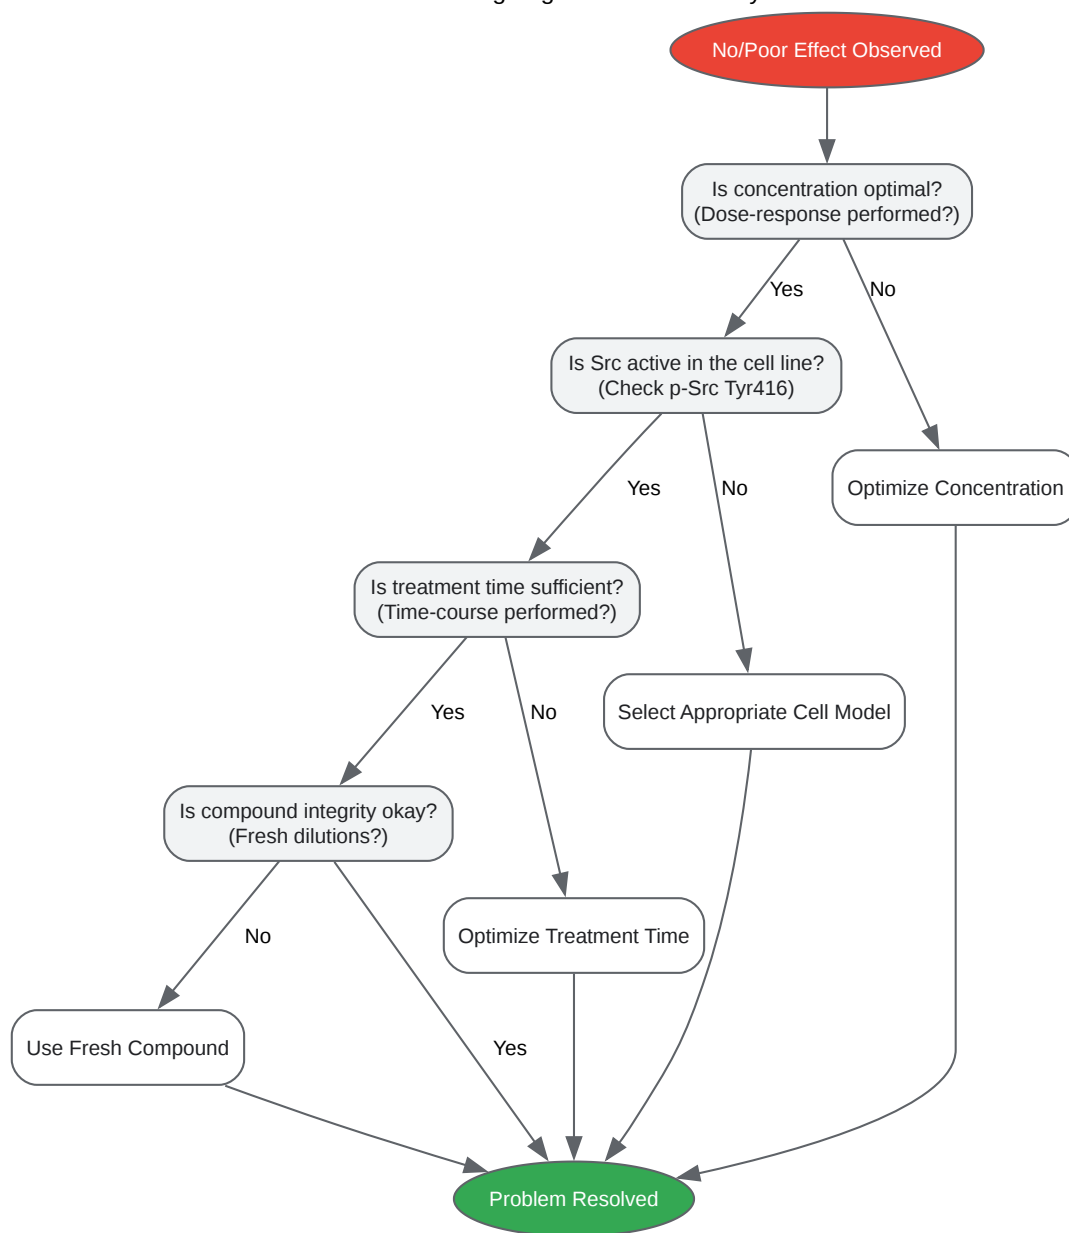 No/Poor Effect Observed
Is concentration optimal?
(Dose-response performed?)
Yes
No
Is Src active in the cell line?
(Check p-Src Tyr416)
Optimize Concentration
Yes
No
Is treatment time sufficient?
(Time-course performed?)
Select Appropriate Cell Model
Yes
No
Is compound integrity okay?
(Fresh dilutions?)
Optimize Treatment Time
No
Use Fresh Compound
Yes
Problem Resolved